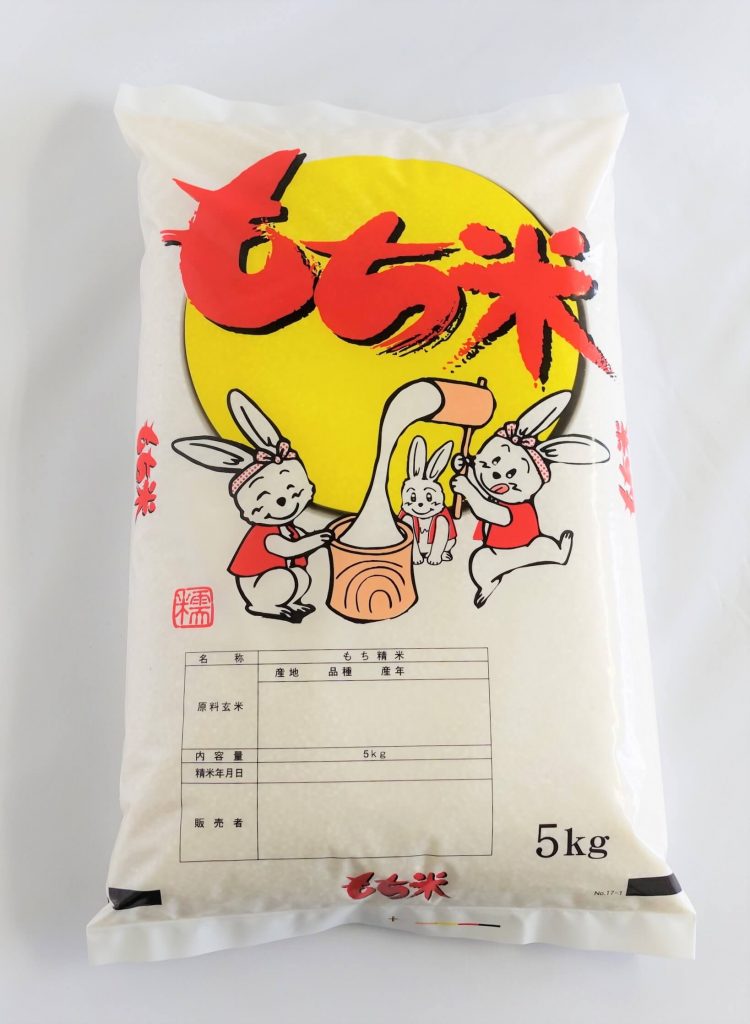 もち米
もち米
もち米
糯
名称 もち精米
産地 品種 産年
原料玄米
内容量 5kg
精米年月日
販売者
5kg
もち米
No.17-1